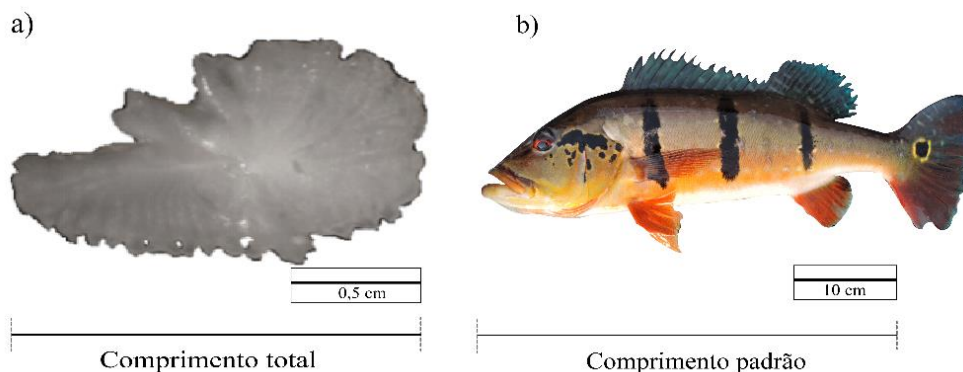 a)
b)
0,5 cm
10 cm
Comprimento total
Comprimento padrão